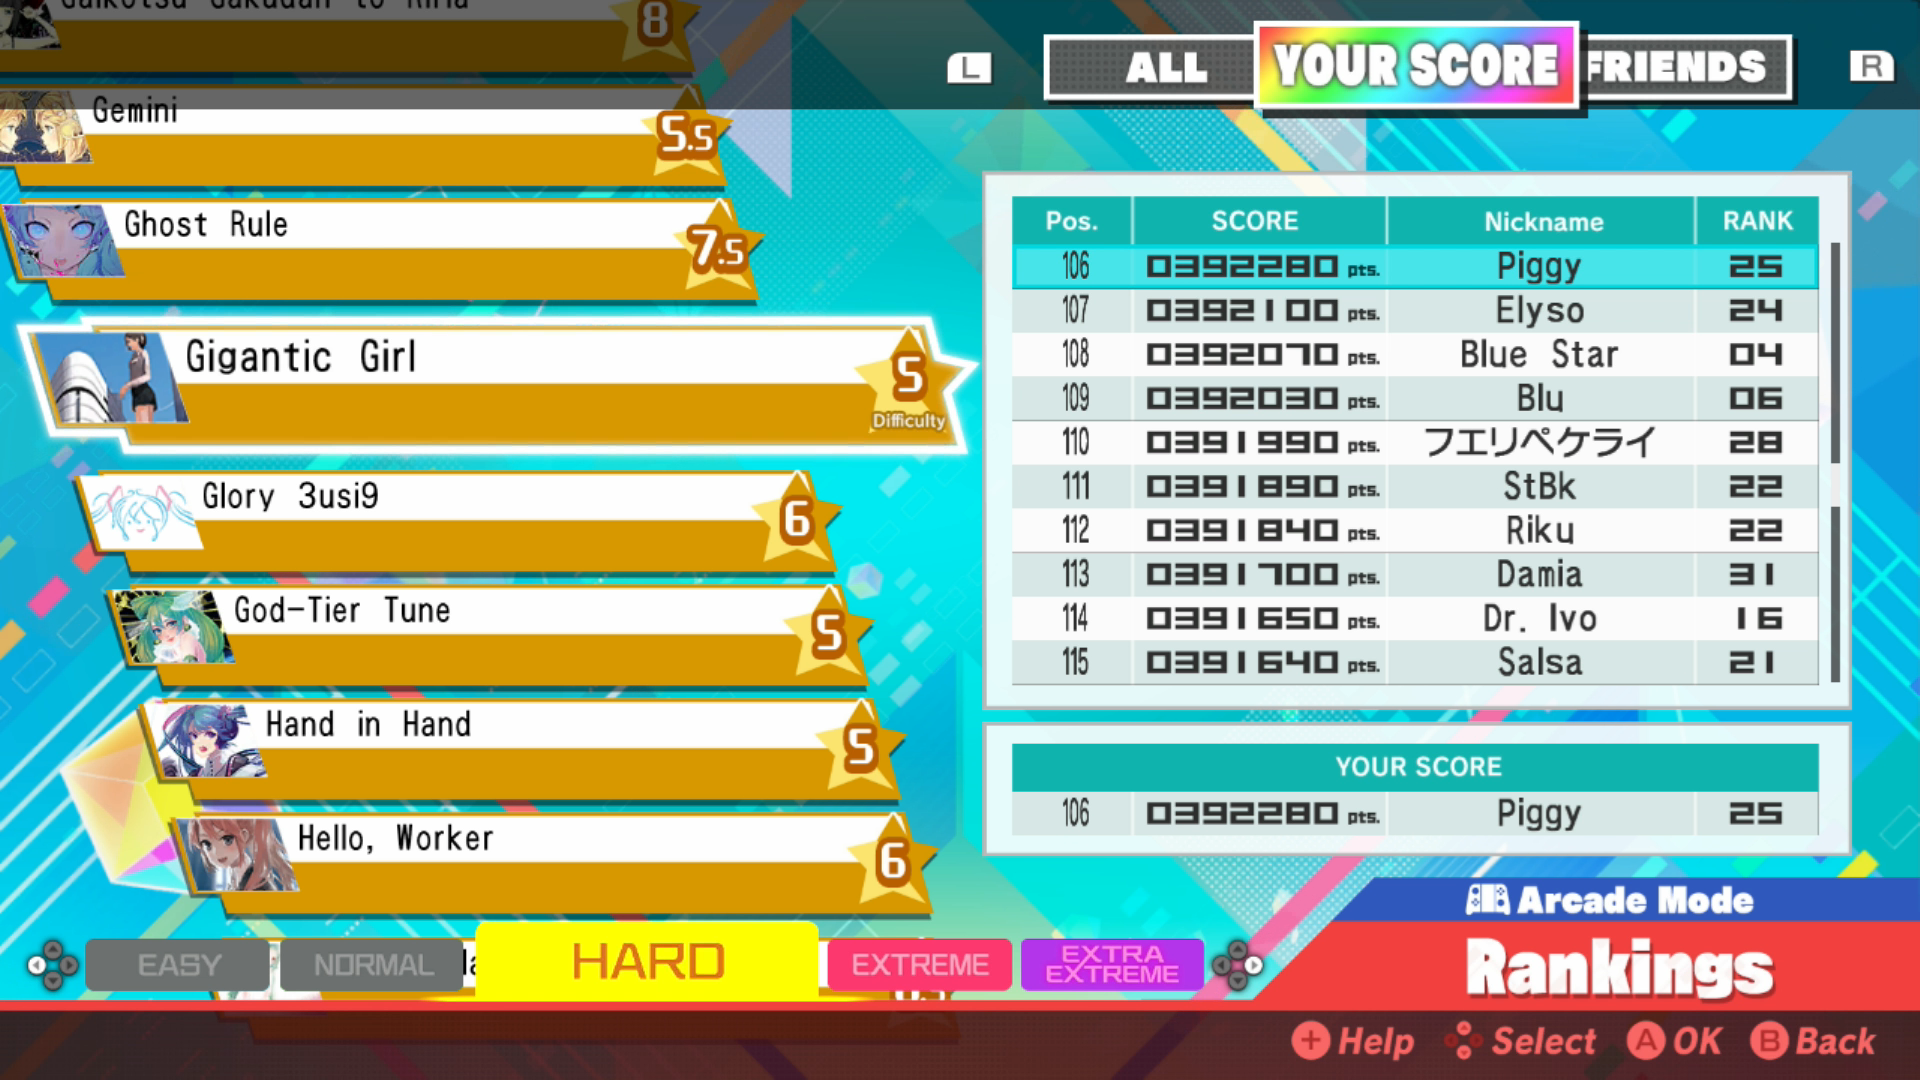 8
L
ALL
YOUR SCORE
FRIENDS
R
Gemini
5.5
Ghost Rule
7.5
Gigantic Girl
5
Difficulty
Glory 3usi9
6
God-Tier Tune
5
Hand in Hand
5
Hello, Worker
6
Pos. SCORE Nickname RANK
106 0392280 pts. Piggy 25
107 0392100 pts. Elyso 24
108 0392070 pts. Blue Star 04
109 0392030 pts. Blu 06
110 0391990 pts. フエリペケライ 28
111 0391890 pts. StBk 22
112 0391840 pts. Riku 22
113 0391700 pts. Damia 31
114 0391650 pts. Dr. Ivo 16
115 0391640 pts. Salsa 21
YOUR SCORE
106 0392280 pts. Piggy 25
Arcade Mode
Rankings
EASY
NORMAL
HARD
EXTREME
EXTRA
EXTREME
+ Help
Select
A OK
B Back